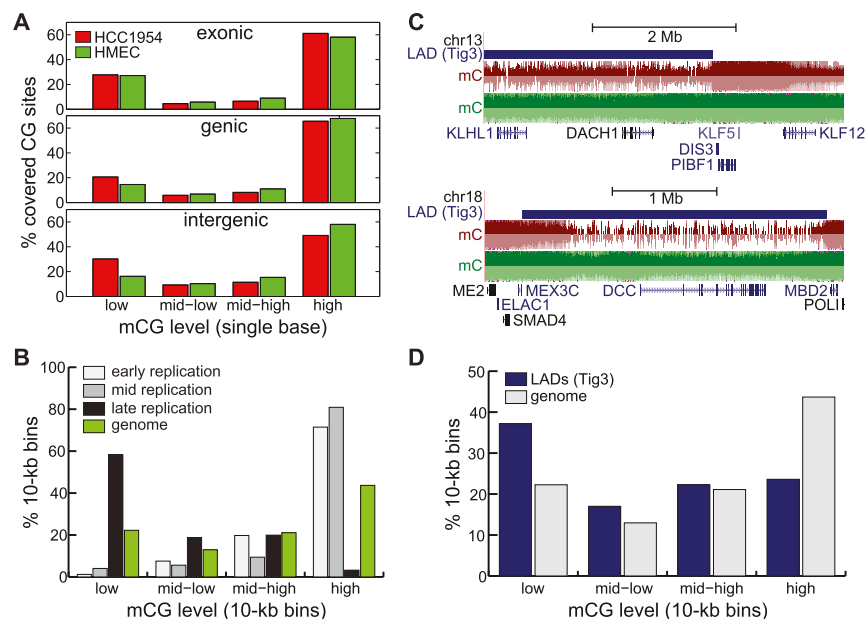 A
HCC1954
HMEC
exonic
60
40
20
0
genic
60
40
20
0
intergenic
60
40
20
0
% covered CG sites
low mid-low mid-high high
mCG level (single base)
B
early replication
mid replication
late replication
genome
100
80
60
40
20
0
% 10-kb bins
low mid-low mid-high high
mCG level (10-kb bins)
C
chr13
2 Mb
LAD (Tig3)
mC
mC
KLHL1 DACH1 KLF5 KLF12
DIS3
PIBF1
chr18
1 Mb
LAD (Tig3)
mC
mC
ME2 MEX3C DCC MBD2
ELAC1 POLI
SMAD4
D
LADs (Tig3)
genome
50
40
30
20
10
0
% 10-kb bins
low mid-low mid-high high
mCG level (10-kb bins)